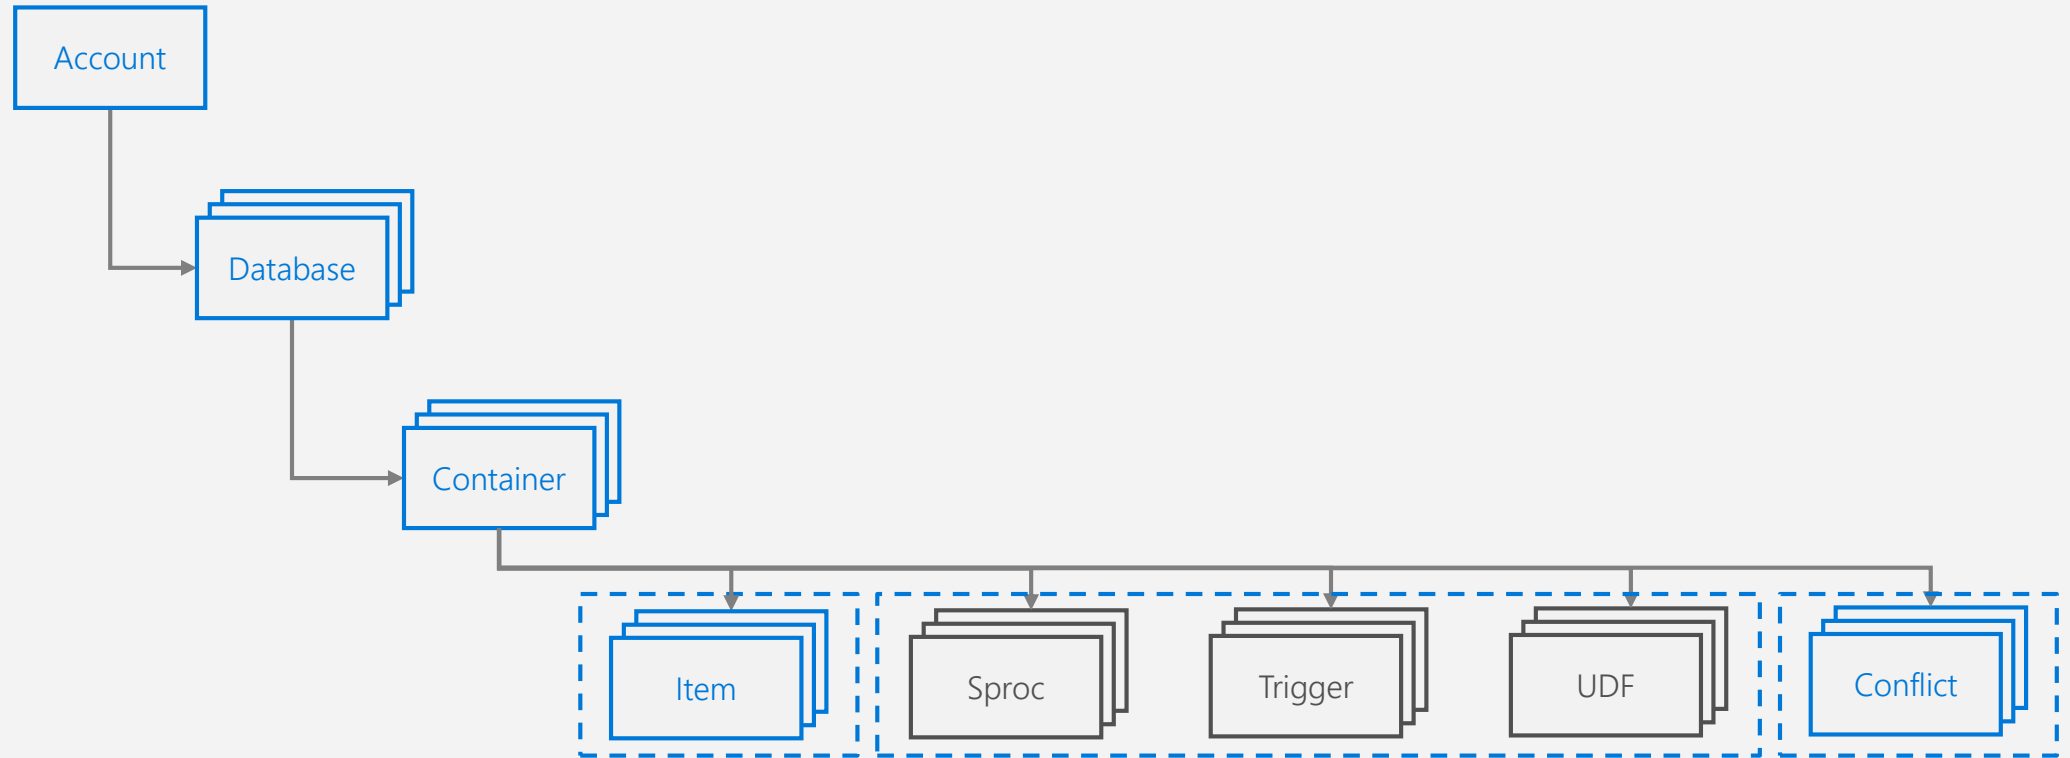 Account
Database
Container
Item
Sproc
Trigger
UDF
Conflict